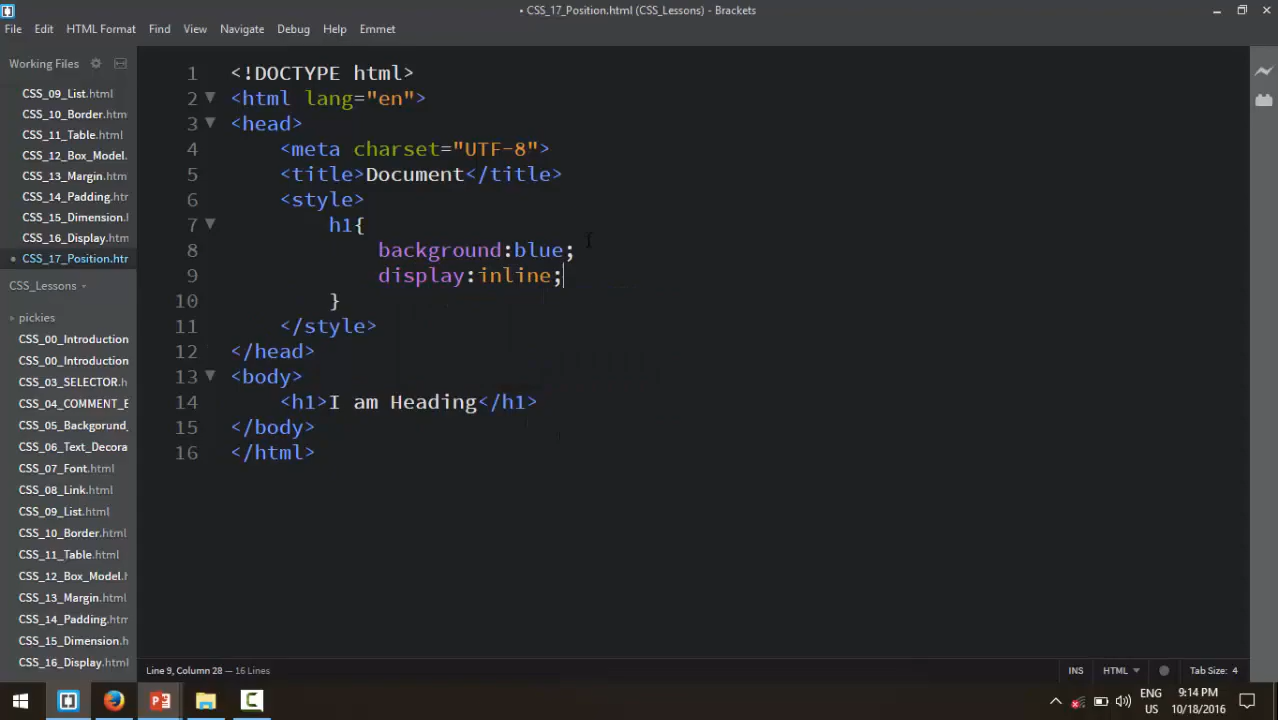 • CSS_17_Position.html (CSS_Lessons) - Brackets
File Edit HTML Format Find View Navigate Debug Help Emmet
Working Files
CSS_09_List.html
CSS_10_Border.html
CSS_11_Table.html
CSS_12_Box_Model.
CSS_13_Margin.html
CSS_14_Padding.htr
CSS_15_Dimension.h
CSS_16_Display.htm
• CSS_17_Position.htr
CSS_Lessons
pickies
CSS_00_Introduction
CSS_00_Introduction
CSS_03_SELECTOR.h
CSS_04_COMMENT_E
CSS_05_Backgorund_
CSS_06_Text_Decora
CSS_07_Font.html
CSS_08_Link.html
CSS_09_List.html
CSS_10_Border.html
CSS_11_Table.html
CSS_12_Box_Model.h
CSS_13_Margin.html
CSS_14_Padding.htm
CSS_15_Dimension.h
CSS_16_Display.html
1 <!DOCTYPE html>
2 <html lang="en">
3 <head>
4 <meta charset="UTF-8">
5 <title>Document</title>
6 <style>
7 h1{
8 background:blue;
9 display:inline;
10 }
11 </style>
12 </head>
13 <body>
14 <h1>I am Heading</h1>
15 </body>
16 </html>
Line 9, Column 28 — 16 Lines
INS HTML Tab Size: 4
ENG 9:14 PM
US 10/18/2016